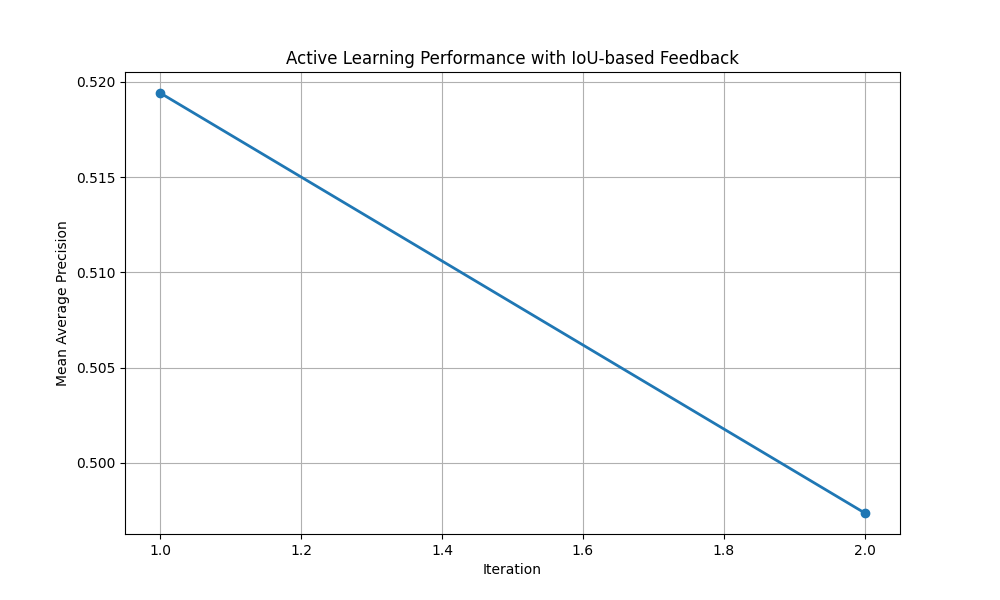 Active Learning Performance with IoU-based Feedback
0.520
0.515
0.510
0.505
0.500
Mean Average Precision
1.0 1.2 1.4 1.6 1.8 2.0
Iteration